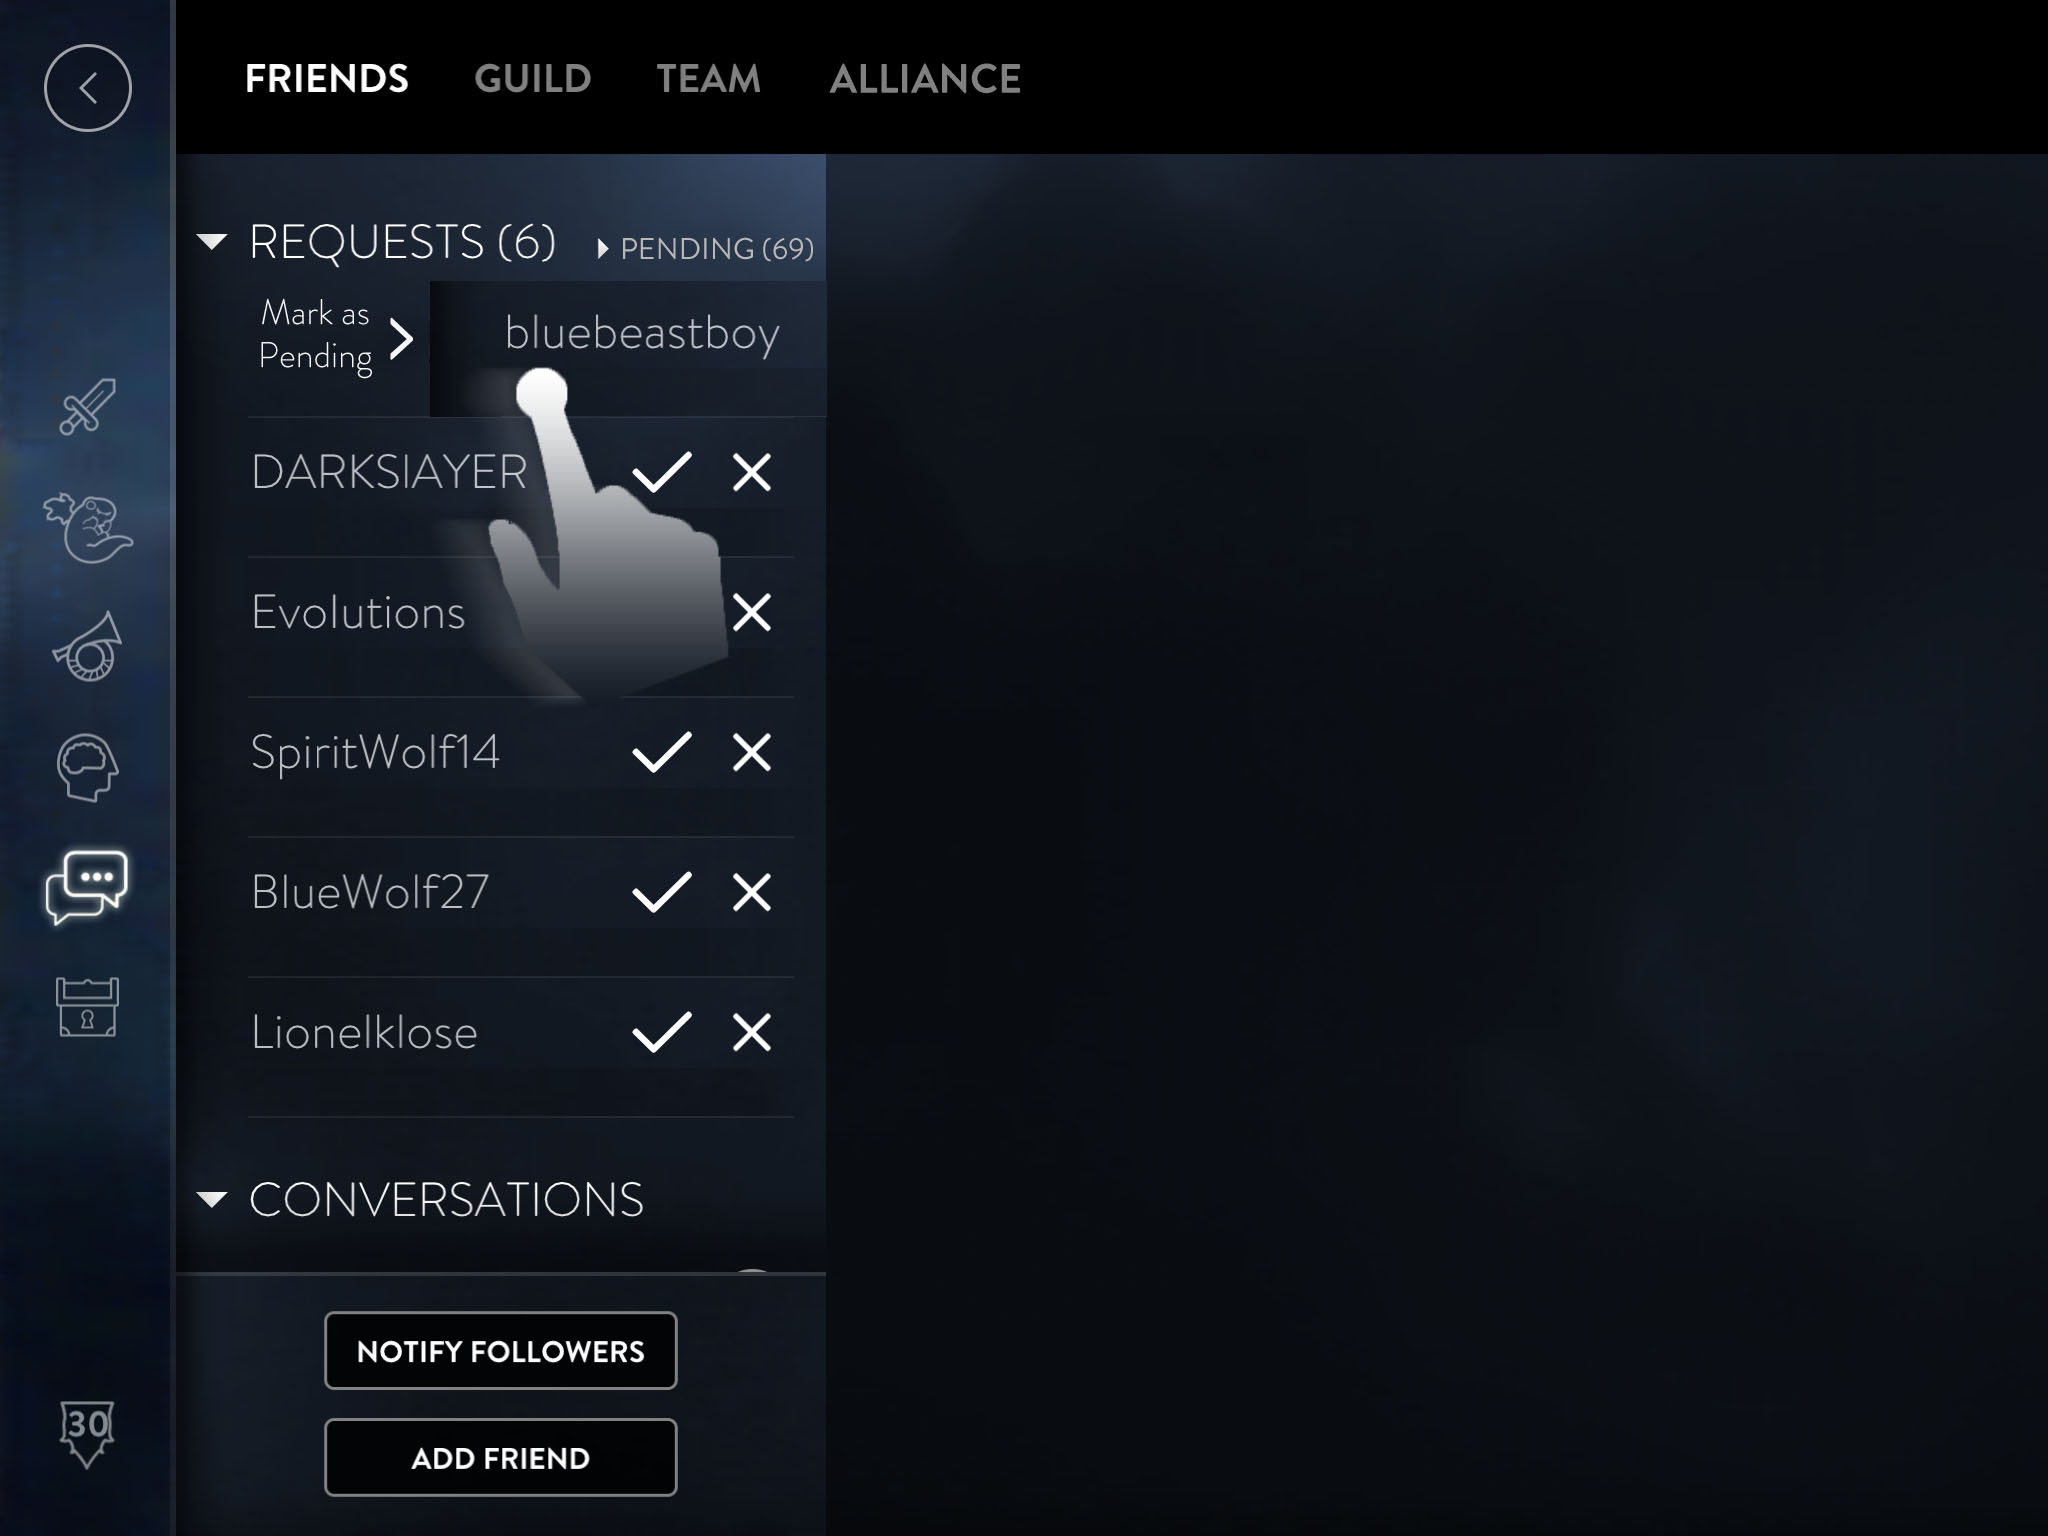 FRIENDS GUILD TEAM ALLIANCE
REQUESTS (6) PENDING (69)
Mark as
Pending
bluebeastboy
DARKSIAYER
Evolutions
SpiritWolf14
BlueWolf27
Lionelklose
CONVERSATIONS
NOTIFY FOLLOWERS
ADD FRIEND
30